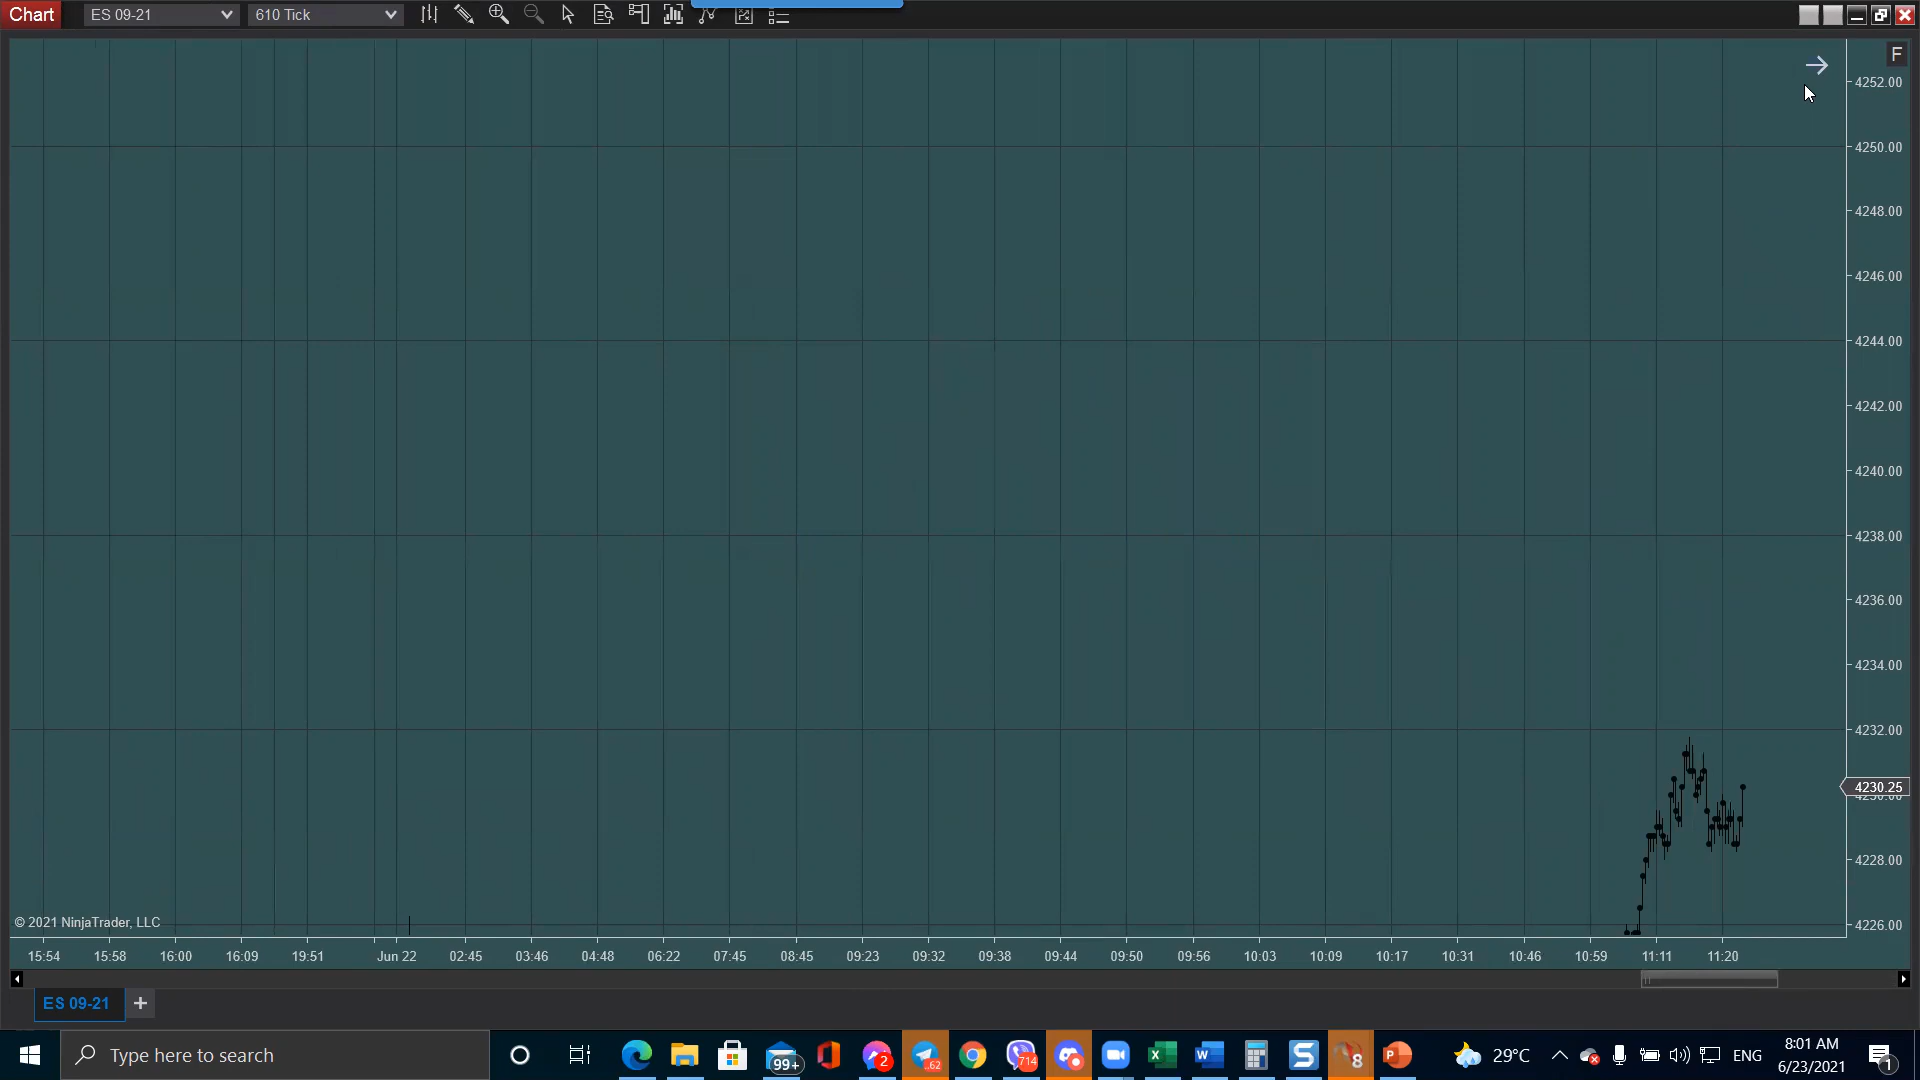 Chart
ES 09-21
610 Tick
F
4252.00
4250.00
4248.00
4246.00
4244.00
4242.00
4240.00
4238.00
4236.00
4234.00
4232.00
4230.25
4228.00
4226.00
© 2021 NinjaTrader, LLC
15:54 15:58 16:00 16:09 19:51 Jun 22 02:45 03:46 04:48 06:22 07:45 08:45 09:23 09:32 09:38 09:44 09:50 09:56 10:03 10:09 10:17 10:31 10:46 10:59 11:11 11:20
ES 09-21 +
Type here to search
99+
2
62
714
8
29°C
ENG
8:01 AM
6/23/2021
1